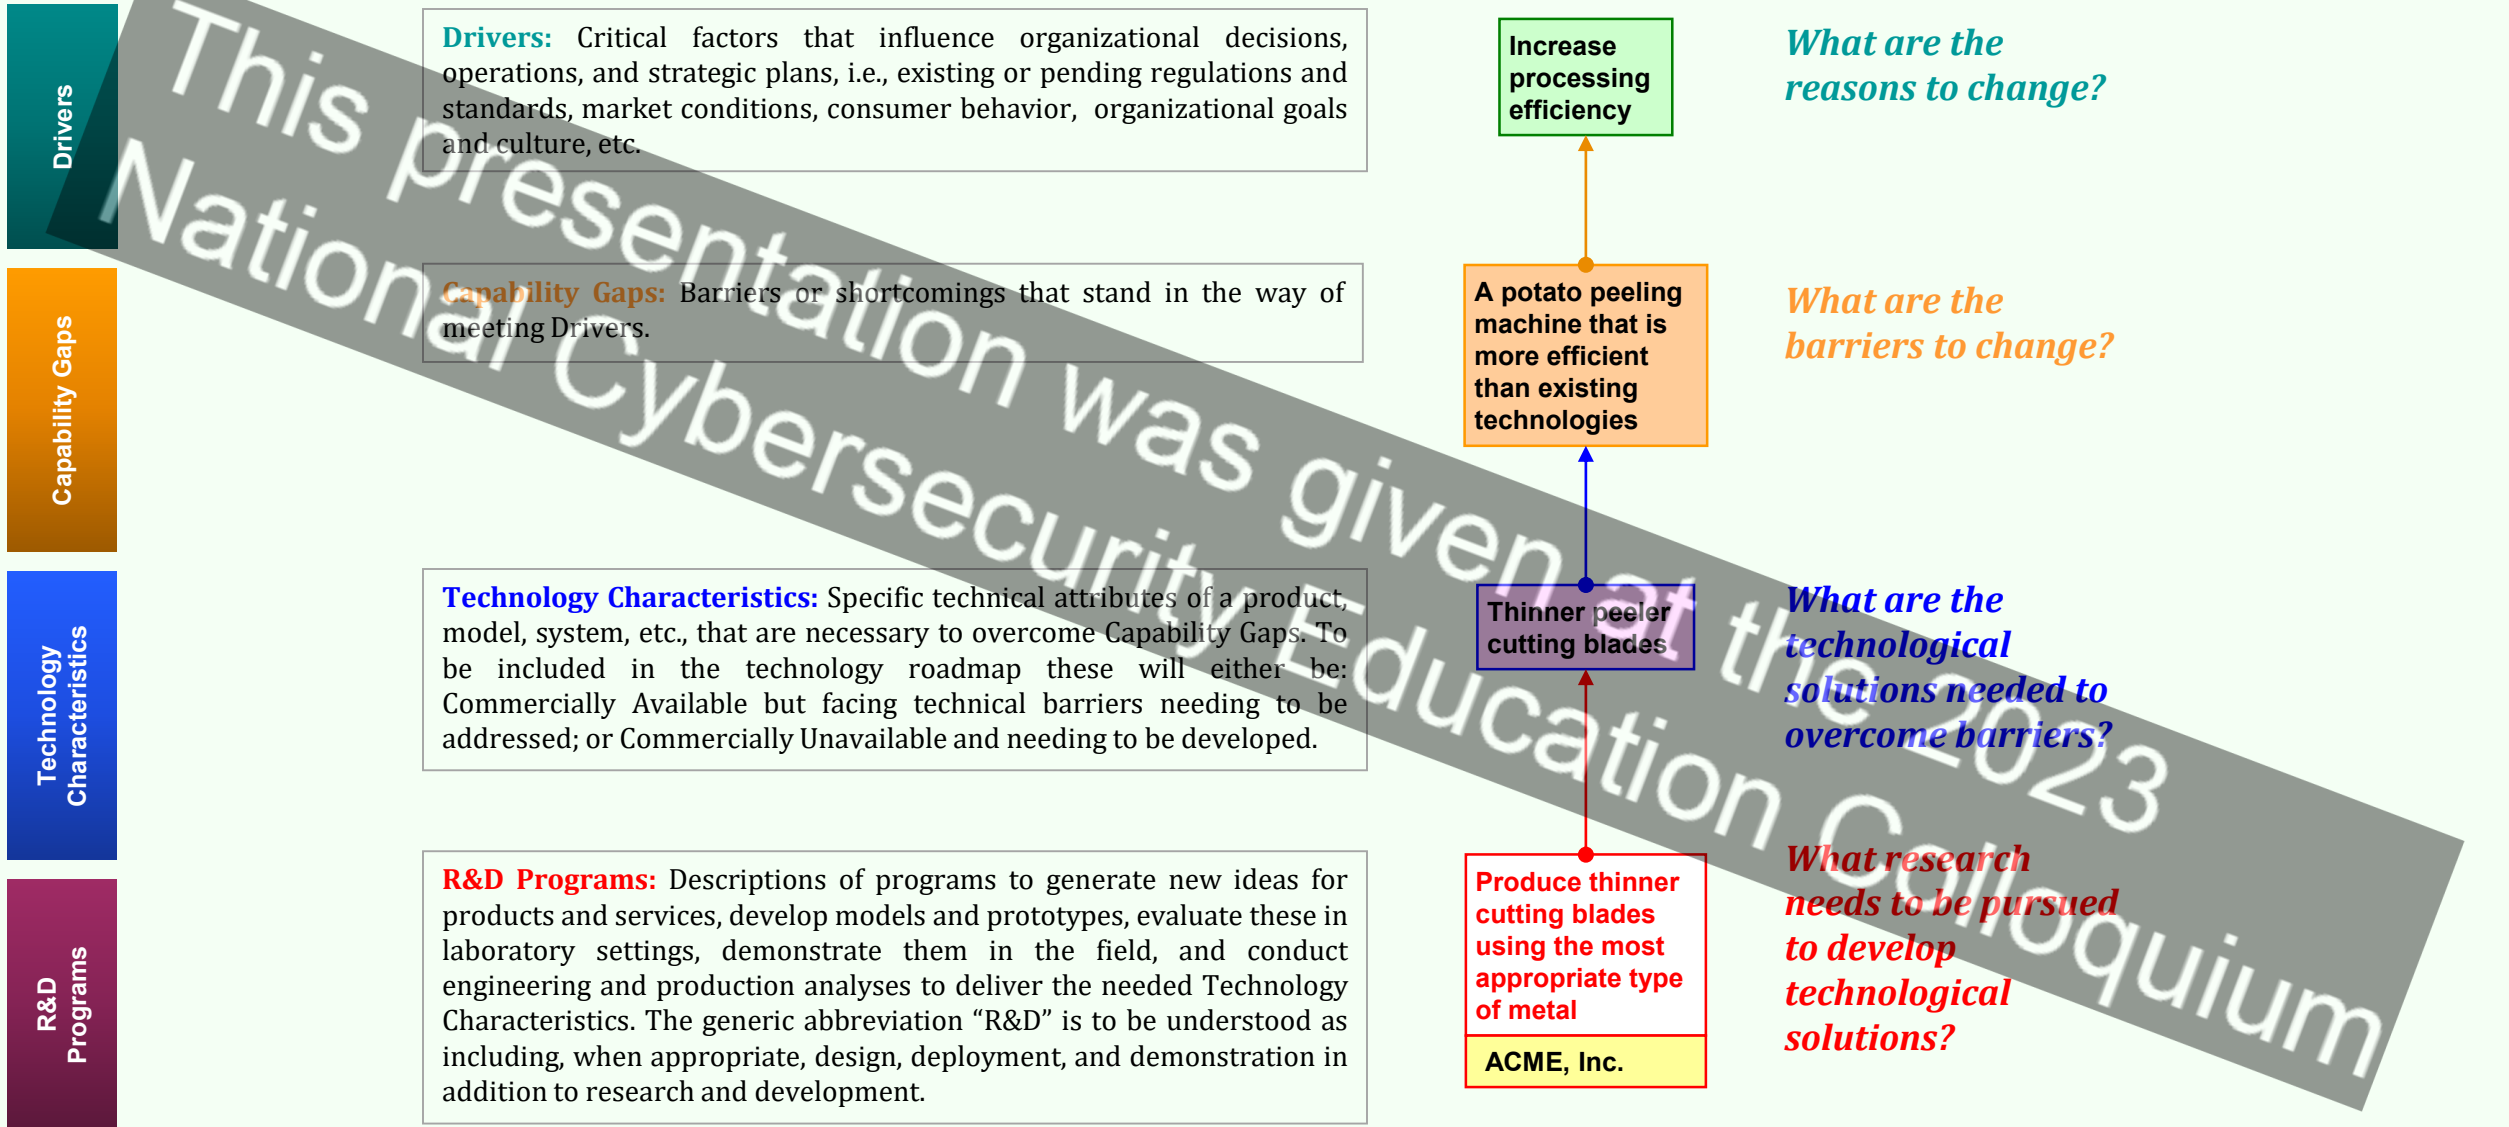 Drivers
Drivers: Critical factors that influence organizational decisions,
operations, and strategic plans, i.e., existing or pending regulations and
standards, market conditions, consumer behavior, organizational goals
and culture, etc.
Increase
processing
efficiency
What are the
reasons to change?
Capability Gaps
Capability Gaps: Barriers or shortcomings that stand in the way of
meeting Drivers.
A potato peeling
machine that is
more efficient
than existing
technologies
What are the
barriers to change?
Technology
Characteristics
Technology Characteristics: Specific technical attributes of a product,
model, system, etc., that are necessary to overcome Capability Gaps. To
be included in the technology roadmap these will either be:
Commercially Available but facing technical barriers needing to be
addressed; or Commercially Unavailable and needing to be developed.
Thinner peeler
cutting blades
What are the
technological
solutions needed to
overcome barriers?
R&D
Programs
R&D Programs: Descriptions of programs to generate new ideas for
products and services, develop models and prototypes, evaluate these in
laboratory settings, demonstrate them in the field, and conduct
engineering and production analyses to deliver the needed Technology
Characteristics. The generic abbreviation “R&D” is to be understood as
including, when appropriate, design, deployment, and demonstration in
addition to research and development.
Produce thinner
cutting blades
using the most
appropriate type
of metal
ACME, Inc.
What research
needs to be pursued
to develop
technological
solutions?
This presentation was given at the 2023
National Cybersecurity Education Colloquium